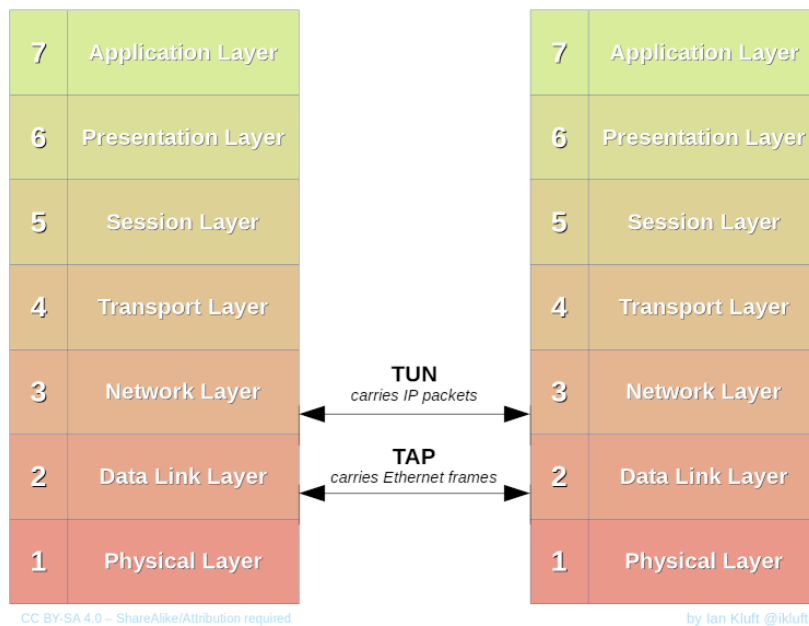 7 Application Layer
6 Presentation Layer
5 Session Layer
4 Transport Layer
3 Network Layer
2 Data Link Layer
1 Physical Layer
TUN
carries IP packets
TAP
carries Ethernet frames
7 Application Layer
6 Presentation Layer
5 Session Layer
4 Transport Layer
3 Network Layer
2 Data Link Layer
1 Physical Layer
CC BY-SA 4.0 – ShareAlike/Attribution required
by Ian Kluft @ikluft